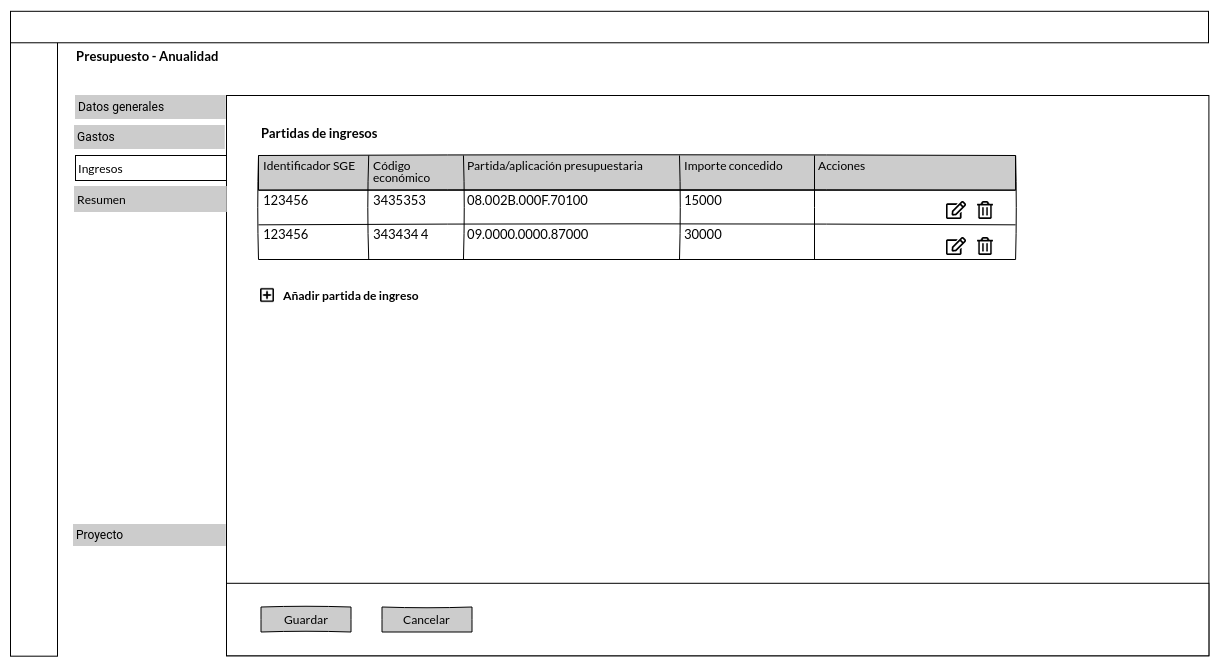 Presupuesto - Anualidad
Datos generales
Gastos
Ingresos
Resumen
Proyecto
Partidas de ingresos
Identificador SGE Código económico Partida/aplicación presupuestaria Importe concedido Acciones
123456 3435353 08.002B.000F.70100 15000
123456 343434 4 09.0000.0000.87000 30000
Añadir partida de ingreso
Guardar Cancelar